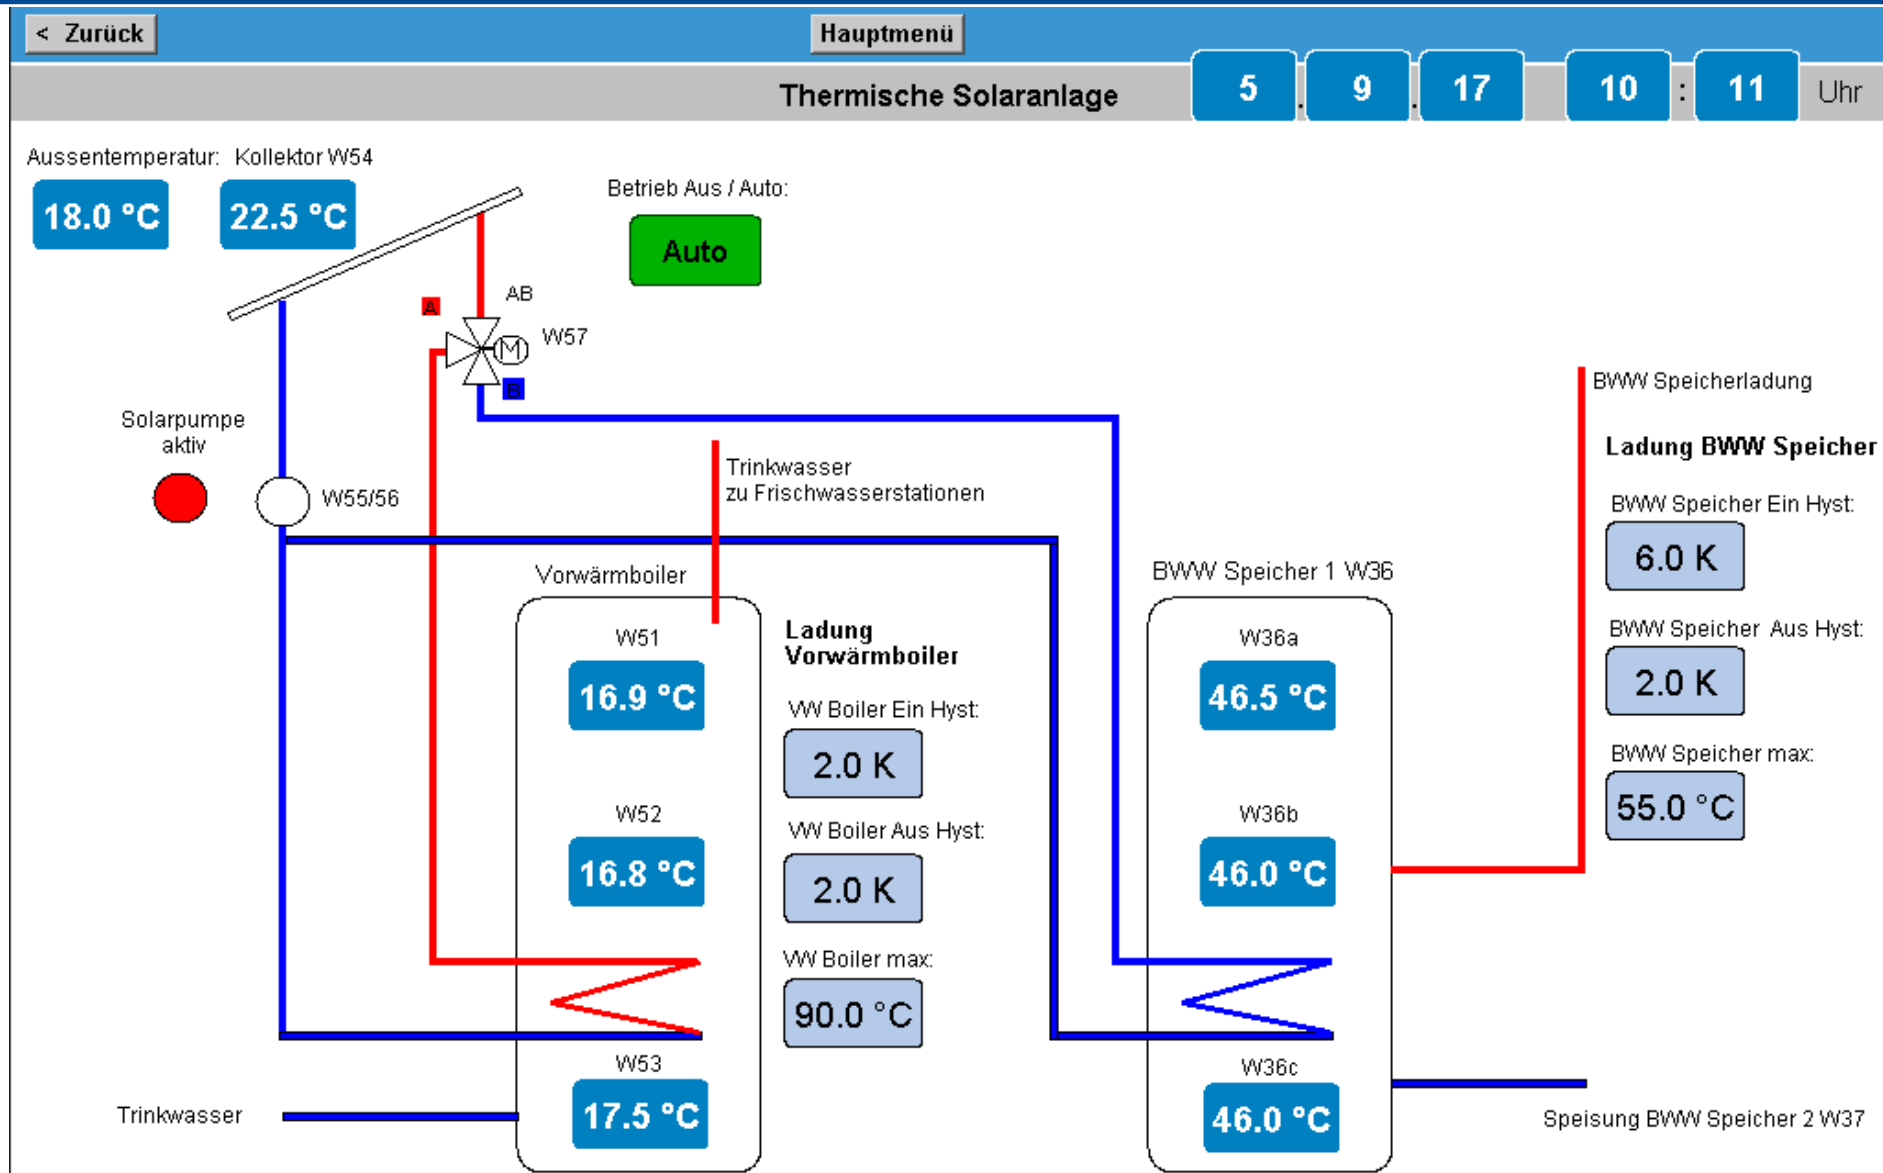 < Zurück
Hauptmenü
Thermische Solaranlage
5 . 9 . 17 10 : 11 Uhr
Aussentemperatur: Kollektor W54
18.0 °C 22.5 °C
Betrieb Aus / Auto:
Auto
A
AB
W57
M
B
Solarpumpe
aktiv
W55/56
Trinkwasser
zu Frischwasserstationen
BWW Speicherladung
Ladung BWW Speicher
BWW Speicher Ein Hyst:
6.0 K
BWW Speicher Aus Hyst:
2.0 K
BWW Speicher max:
55.0 °C
Vorwärmboiler
W51
16.9 °C
W52
16.8 °C
W53
17.5 °C
Ladung
Vorwärmboiler
VW Boiler Ein Hyst:
2.0 K
VW Boiler Aus Hyst:
2.0 K
VW Boiler max:
90.0 °C
BWW Speicher 1 W36
W36a
46.5 °C
W36b
46.0 °C
W36c
46.0 °C
Trinkwasser
Speisung BWW Speicher 2 W37